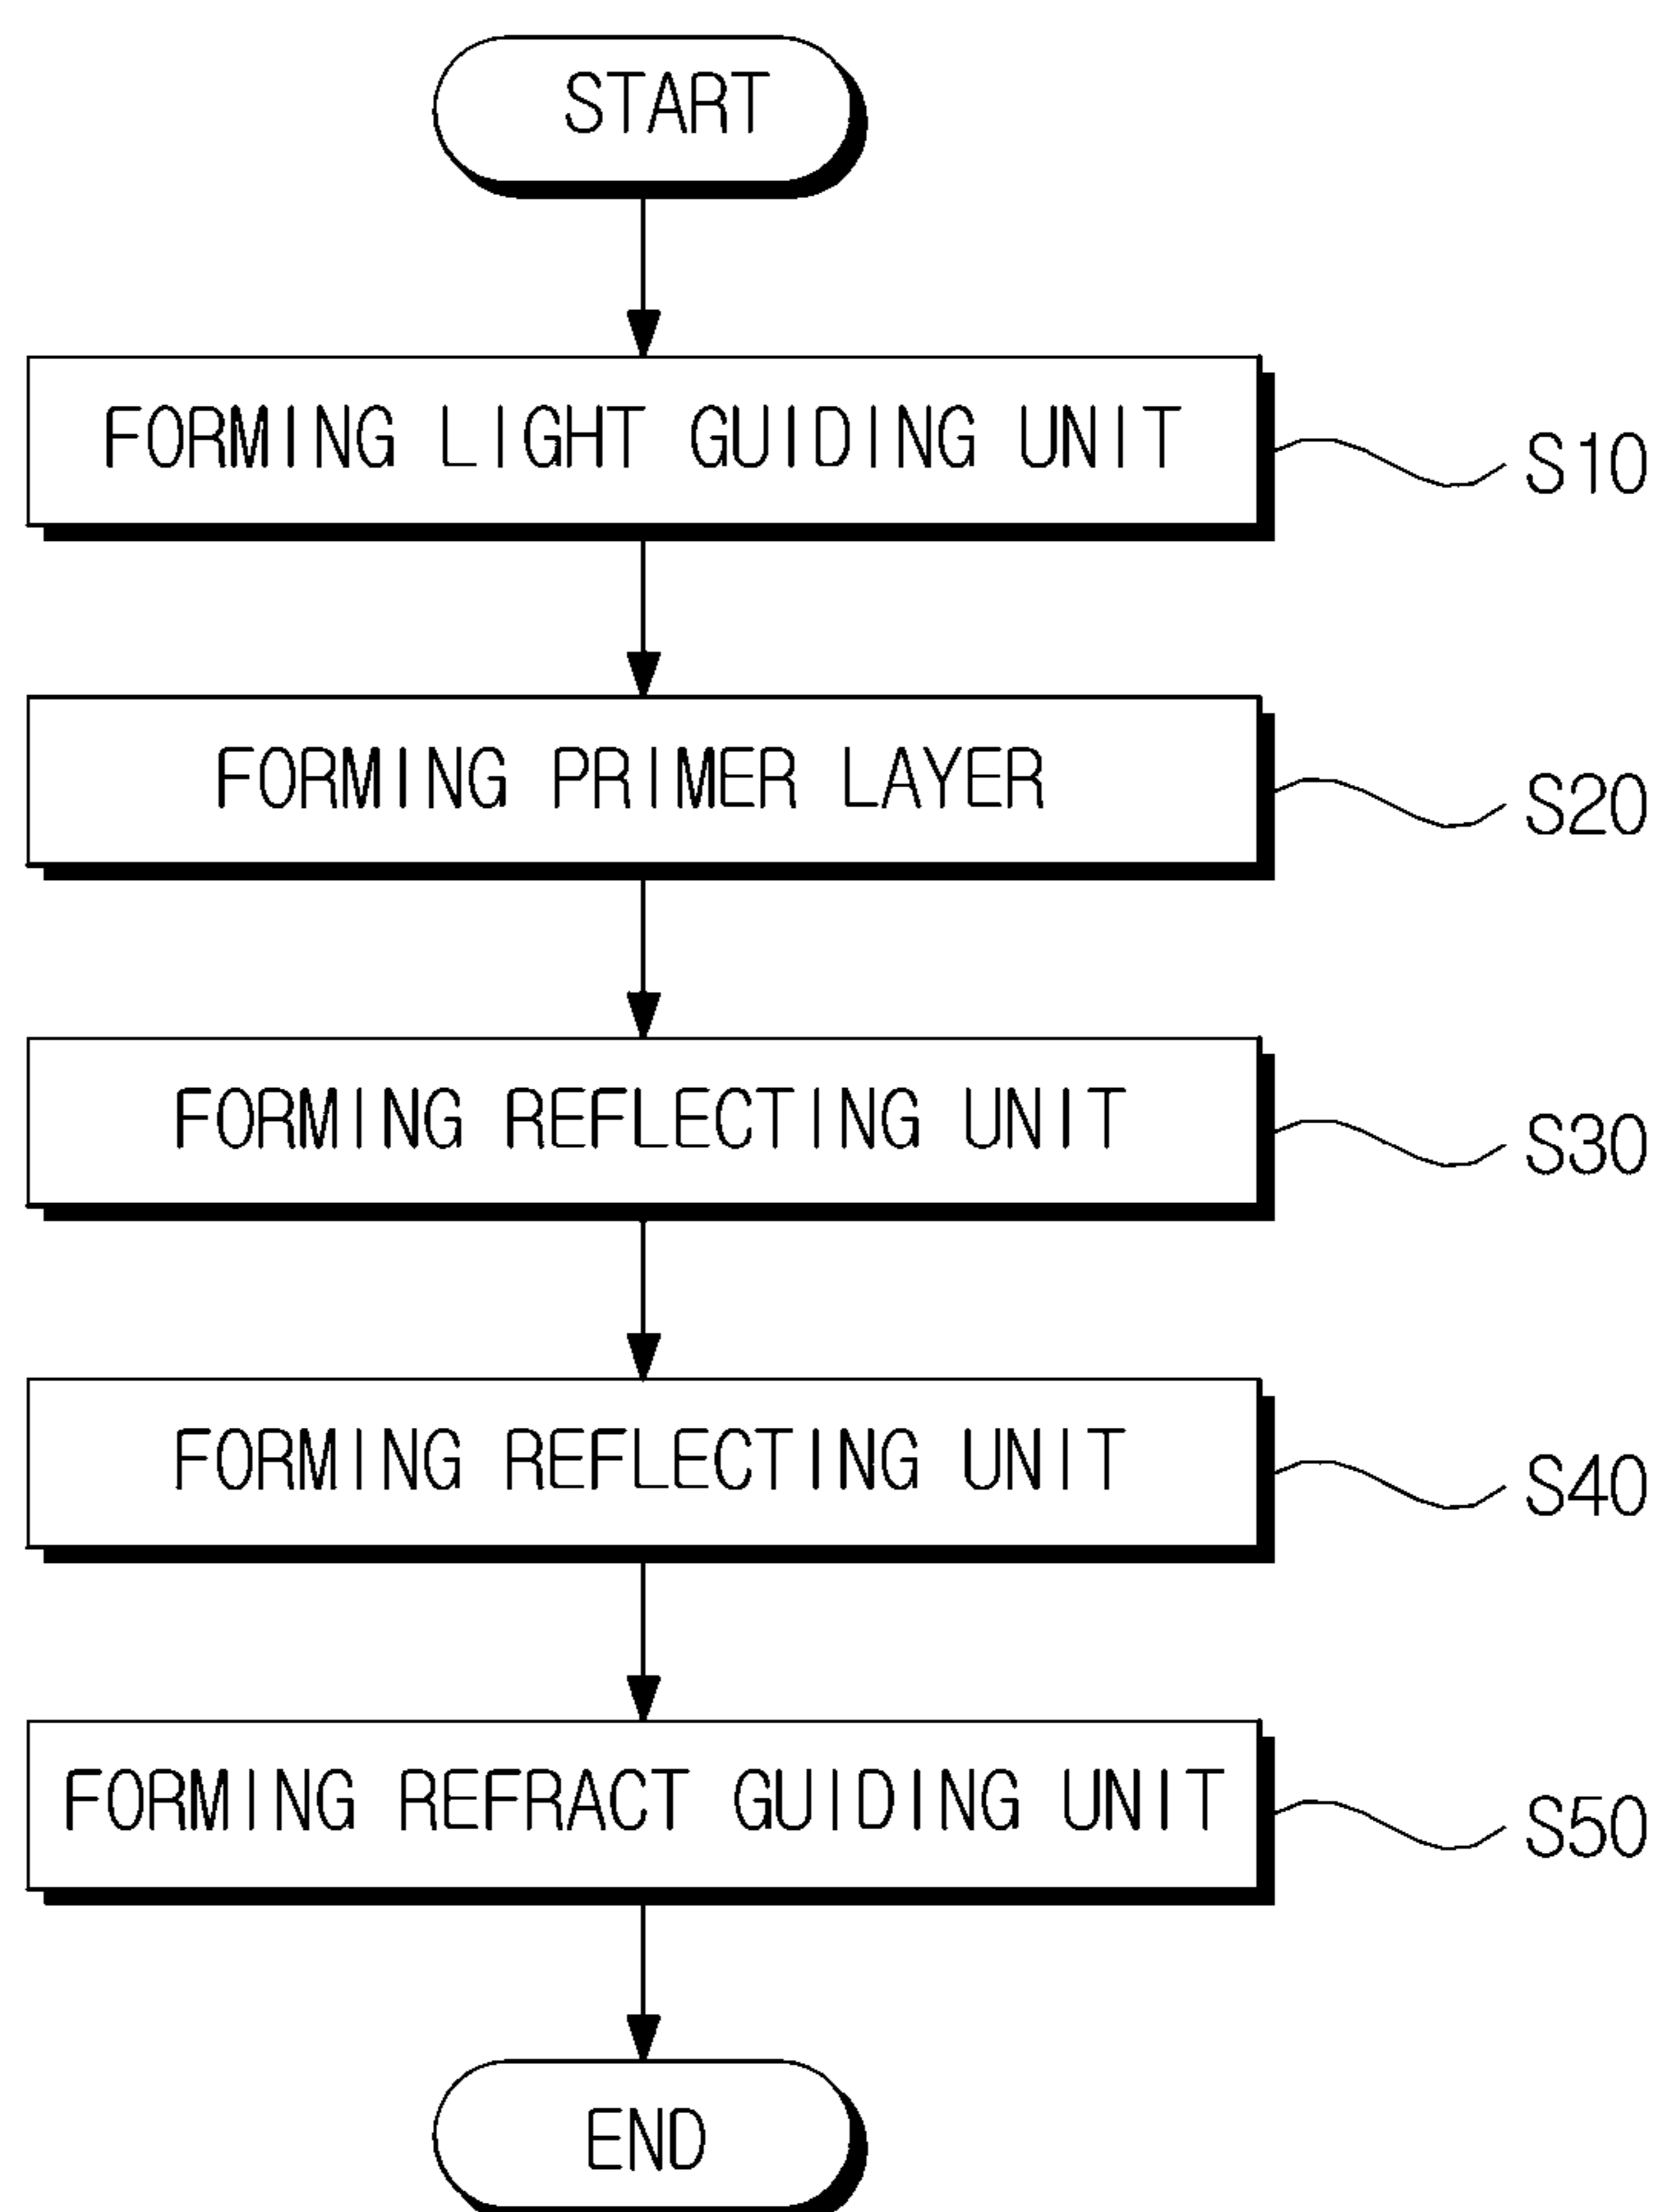 START
FORMING LIGHT GUIDING UNIT
S10
FORMING PRIMER LAYER
S20
FORMING REFLECTING UNIT
S30
FORMING REFLECTING UNIT
S40
FORMING REFRACT GUIDING UNIT
S50
END